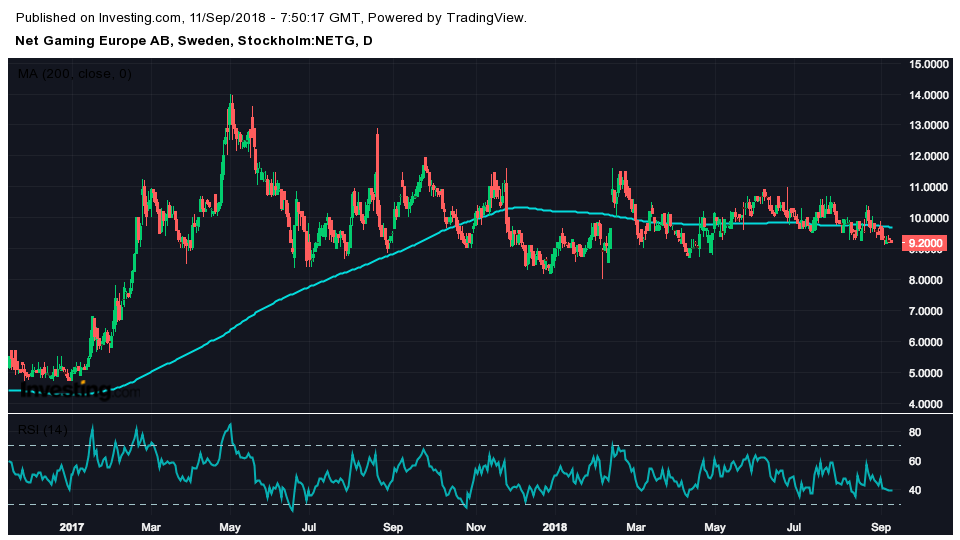 Published on Investing.com, 11/Sep/2018 - 7:50:17 GMT, Powered by TradingView.
Net Gaming Europe AB, Sweden, Stockholm:NETG, D
MA (200, close, 0)
15.0000
14.0000
13.0000
12.0000
11.0000
10.0000
9.2000
9.0000
8.0000
7.0000
6.0000
5.0000
4.0000
Investing.com
RSI (14)
80
60
40
2017 Mar May Jul Sep Nov 2018 Mar May Jul Sep